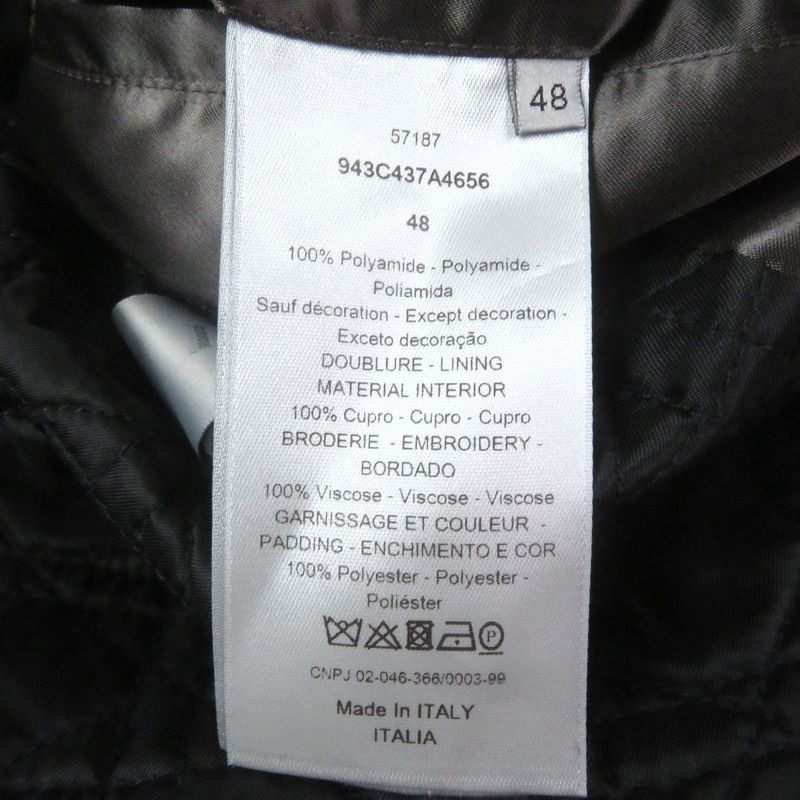 48
57187
943C437A4656
48
100% Polyamide - Polyamide -
Poliamida
Sauf décoration - Except decoration -
Exceto decoração
DOUBLURE - LINING
MATERIAL INTERIOR
100% Cupro - Cupro - Cupro
BRODERIE - EMBROIDERY -
BORDADO
100% Viscose - Viscose - Viscose
GARNISSAGE ET COULEUR -
PADDING - ENCHIMENTO E COR
100% Polyester - Polyester -
Poliéster
P
CNPJ 02-046-366/0003-99
Made In ITALY
ITALIA